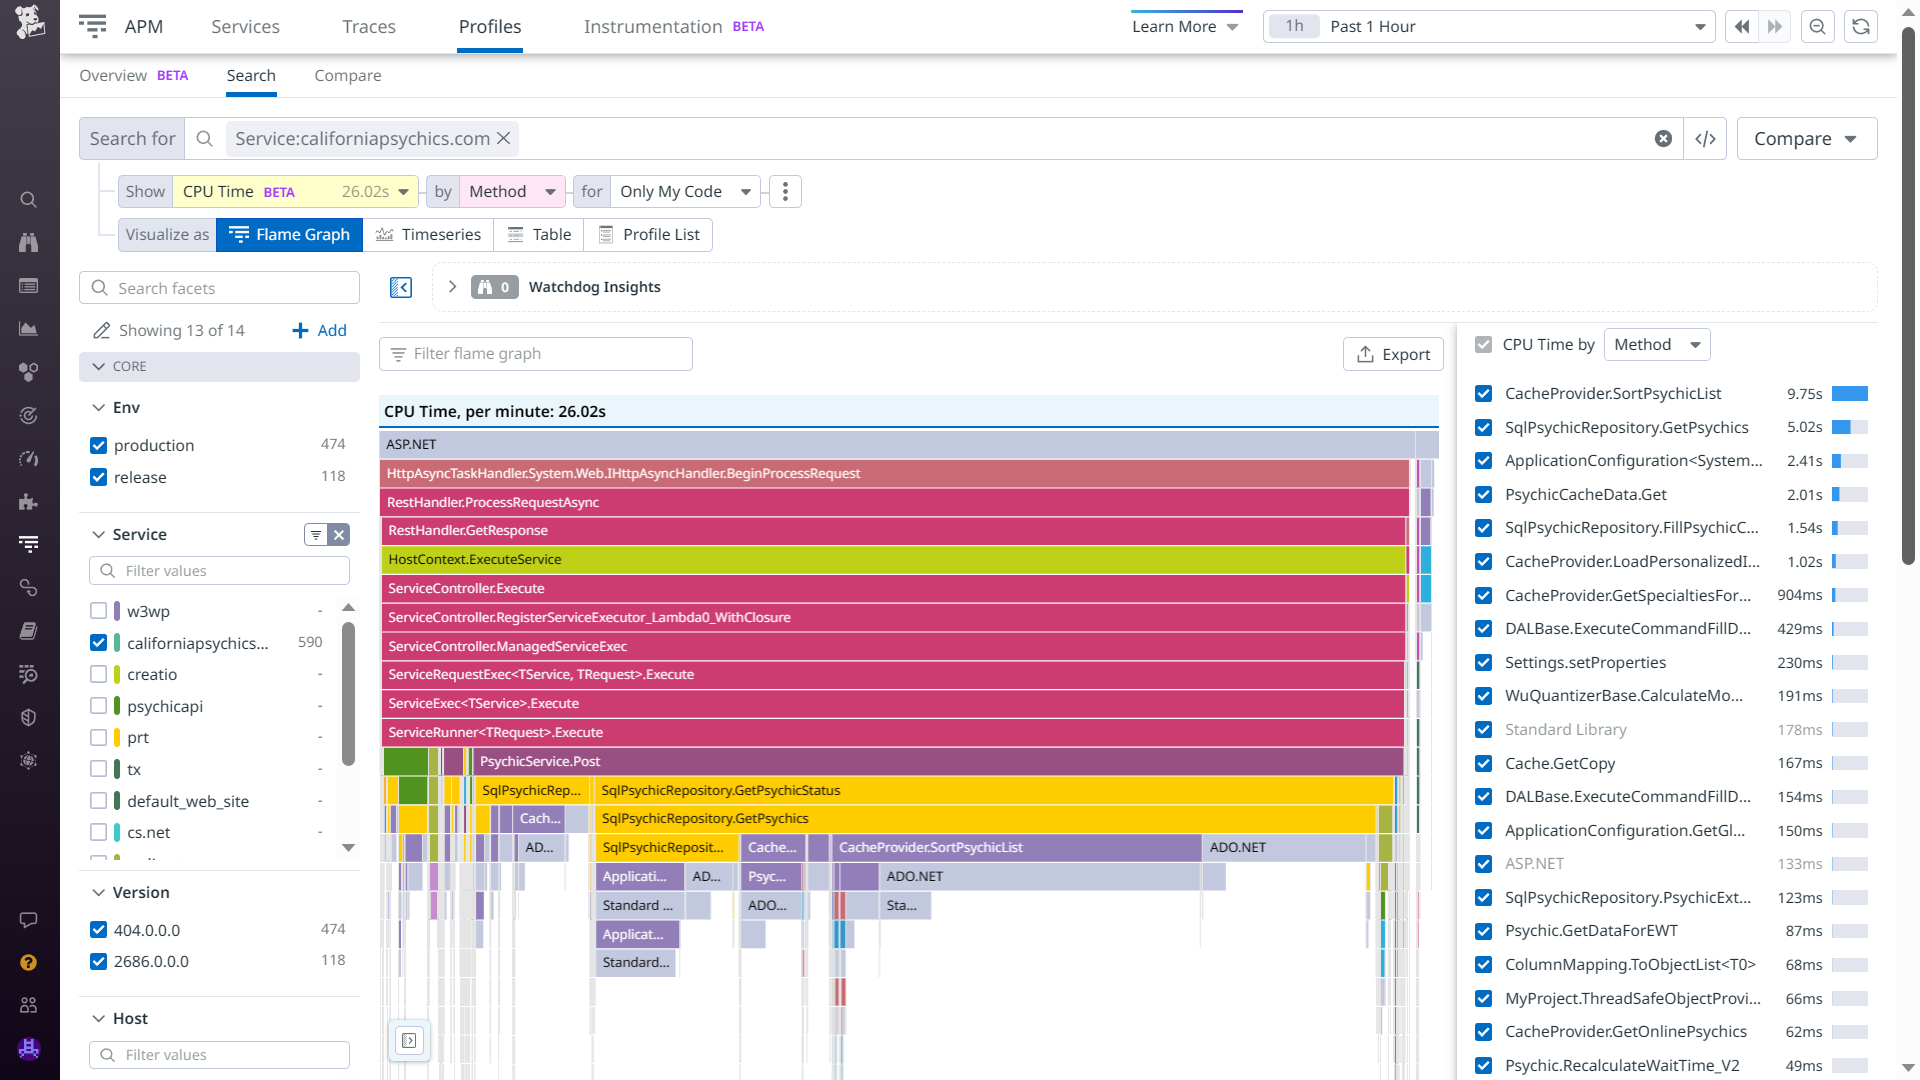 APM
Services
Traces
Profiles
Instrumentation BETA
Learn More
1h Past 1 Hour
Overview BETA
Search
Compare
Search for
Service:californiapsychics.com
Compare
Show CPU Time BETA 26.02s
by Method
for Only My Code
Visualize as
Flame Graph
Timeseries
Table
Profile List
Search facets
0 Watchdog Insights
Showing 13 of 14
Add
CORE
Env
production 474
release 118
Service
Filter values
w3wp -
californiapsychics... 590
creatio -
psychicapi -
prt -
tx -
default_web_site -
cs.net -
Version
404.0.0.0 474
2686.0.0.0 118
Host
Filter values
Filter flame graph
Export
CPU Time, per minute: 26.02s
ASP.NET
HttpAsyncTaskHandler.System.Web.IHttpAsyncHandler.BeginProcessRequest
RestHandler.ProcessRequestAsync
RestHandler.GetResponse
HostContext.ExecuteService
ServiceController.Execute
ServiceController.RegisterServiceExecutor_Lambda0_WithClosure
ServiceController.ManagedServiceExec
ServiceRequestExec<TService, TRequest>.Execute
ServiceExec<TService>.Execute
ServiceRunner<TRequest>.Execute
PsychicService.Post
SqlPsychicRep... SqlPsychicRepository.GetPsychicStatus
Cach... SqlPsychicRepository.GetPsychics
AD... SqlPsychicReposit... Cache... CacheProvider.SortPsychicList ADO.NET
Applicati... AD... Psyc... ADO.NET
Standard ... ADO... Sta...
Applicat...
Standard...
CPU Time by Method
CacheProvider.SortPsychicList 9.75s
SqlPsychicRepository.GetPsychics 5.02s
ApplicationConfiguration<System... 2.41s
PsychicCacheData.Get 2.01s
SqlPsychicRepository.FillPsychicC... 1.54s
CacheProvider.LoadPersonalizedI... 1.02s
CacheProvider.GetSpecialtiesFor... 904ms
DALBase.ExecuteCommandFillD... 429ms
Settings.setProperties 230ms
WuQuantizerBase.CalculateMo... 191ms
Standard Library 178ms
Cache.GetCopy 167ms
DALBase.ExecuteCommandFillD... 154ms
ApplicationConfiguration.GetGl... 150ms
ASP.NET 133ms
SqlPsychicRepository.PsychicExt... 123ms
Psychic.GetDataForEWT 87ms
ColumnMapping.ToObjectList<T0> 68ms
MyProject.ThreadSafeObjectProvi... 66ms
CacheProvider.GetOnlinePsychics 62ms
Psychic.RecalculateWaitTime_V2 49ms